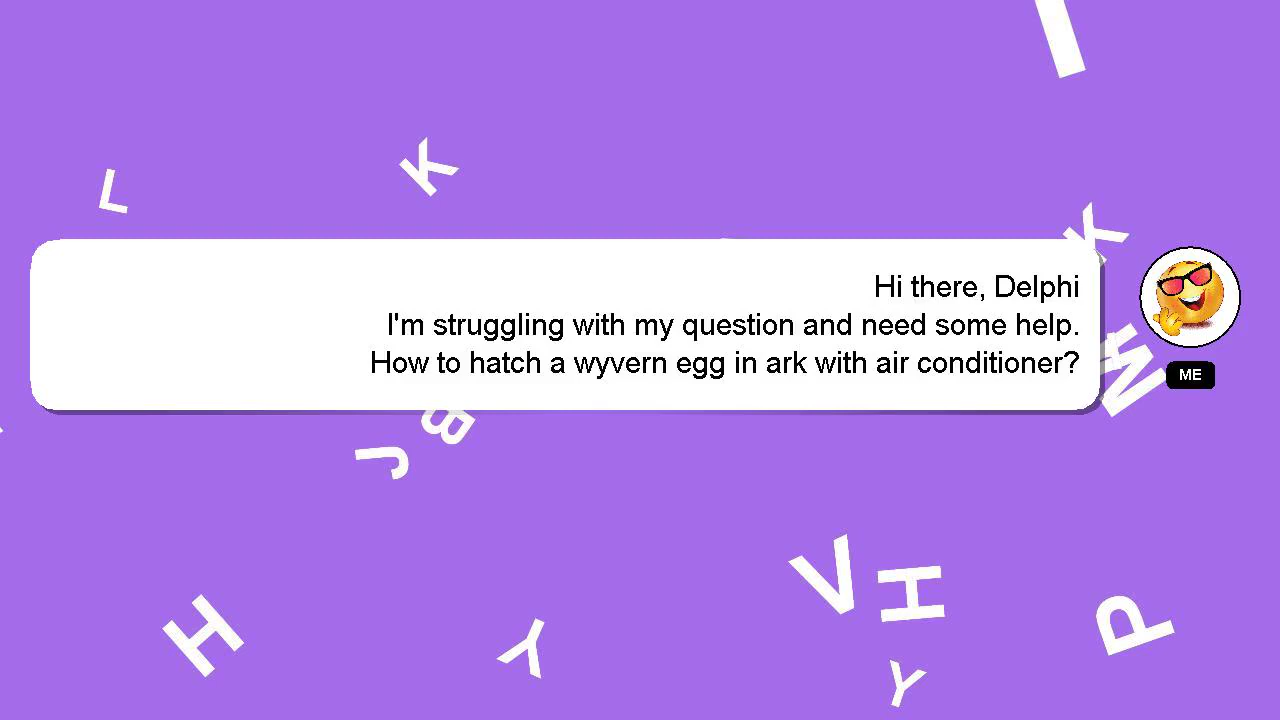 I
K
L
K
Hi there, Delphi
I'm struggling with my question and need some help.
How to hatch a wyvern egg in ark with air conditioner?
ME
M
B
J
V
H
H
P
Y
Y